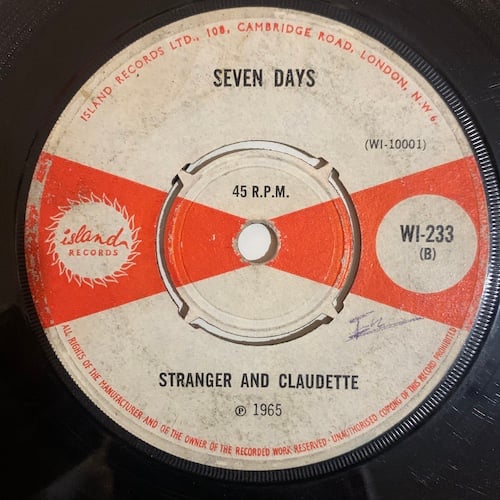 ISLAND RECORDS LTD., 108, CAMBRIDGE ROAD, LONDON, N.W.6.
SEVEN DAYS
(WI-10001)
45 R.P.M.
island
RECORDS
WI-233
(B)
STRANGER AND CLAUDETTE
℗ 1965
ALL RIGHTS OF THE MANUFACTURER AND OF THE OWNER OF THE RECORDED WORK RESERVED - UNAUTHORISED COPYING OF THIS RECORD PROHIBITED